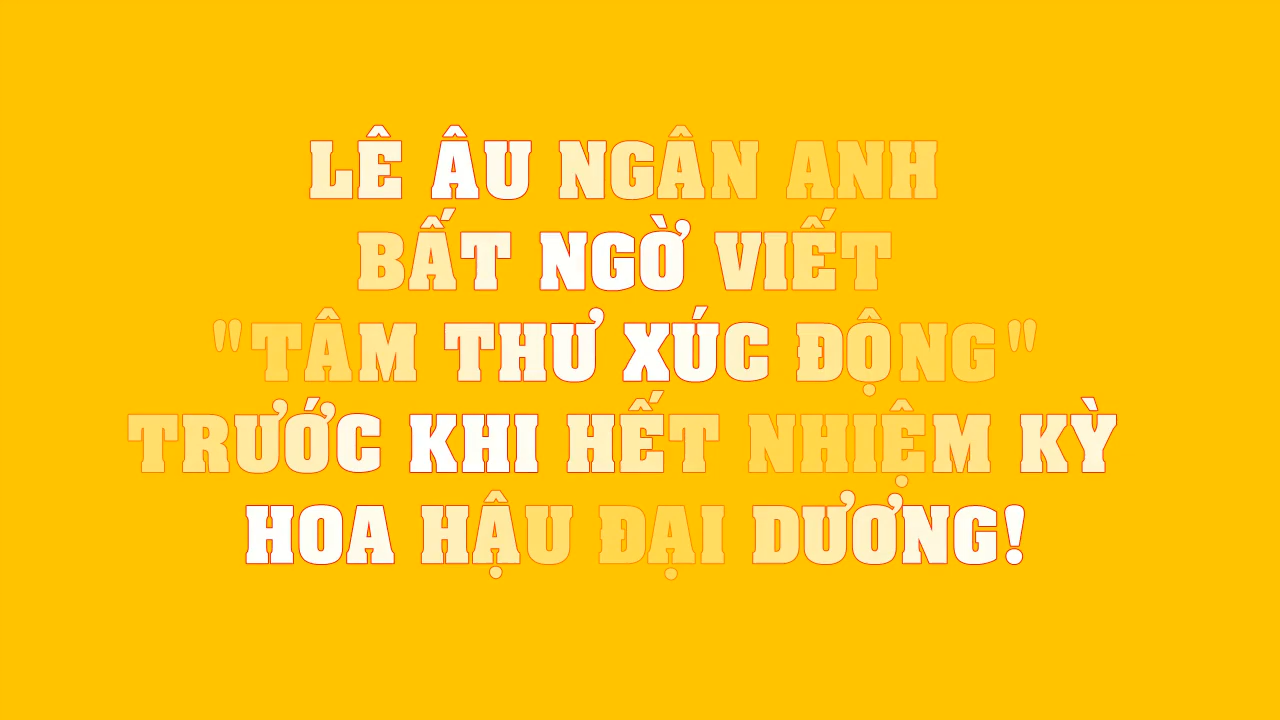 LÊ ÂU NGÂN ANH
BẤT NGỜ VIẾT
"TÂM THƯ XÚC ĐỘNG"
TRƯỚC KHI HẾT NHIỆM KỲ
HOA HẬU ĐẠI DƯƠNG!